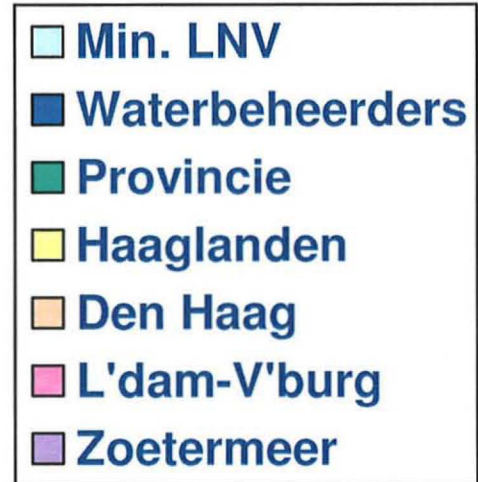 Min. LNV
Waterbeheerders
Provincie
Haaglanden
Den Haag
L'dam-V'burg
Zoetermeer